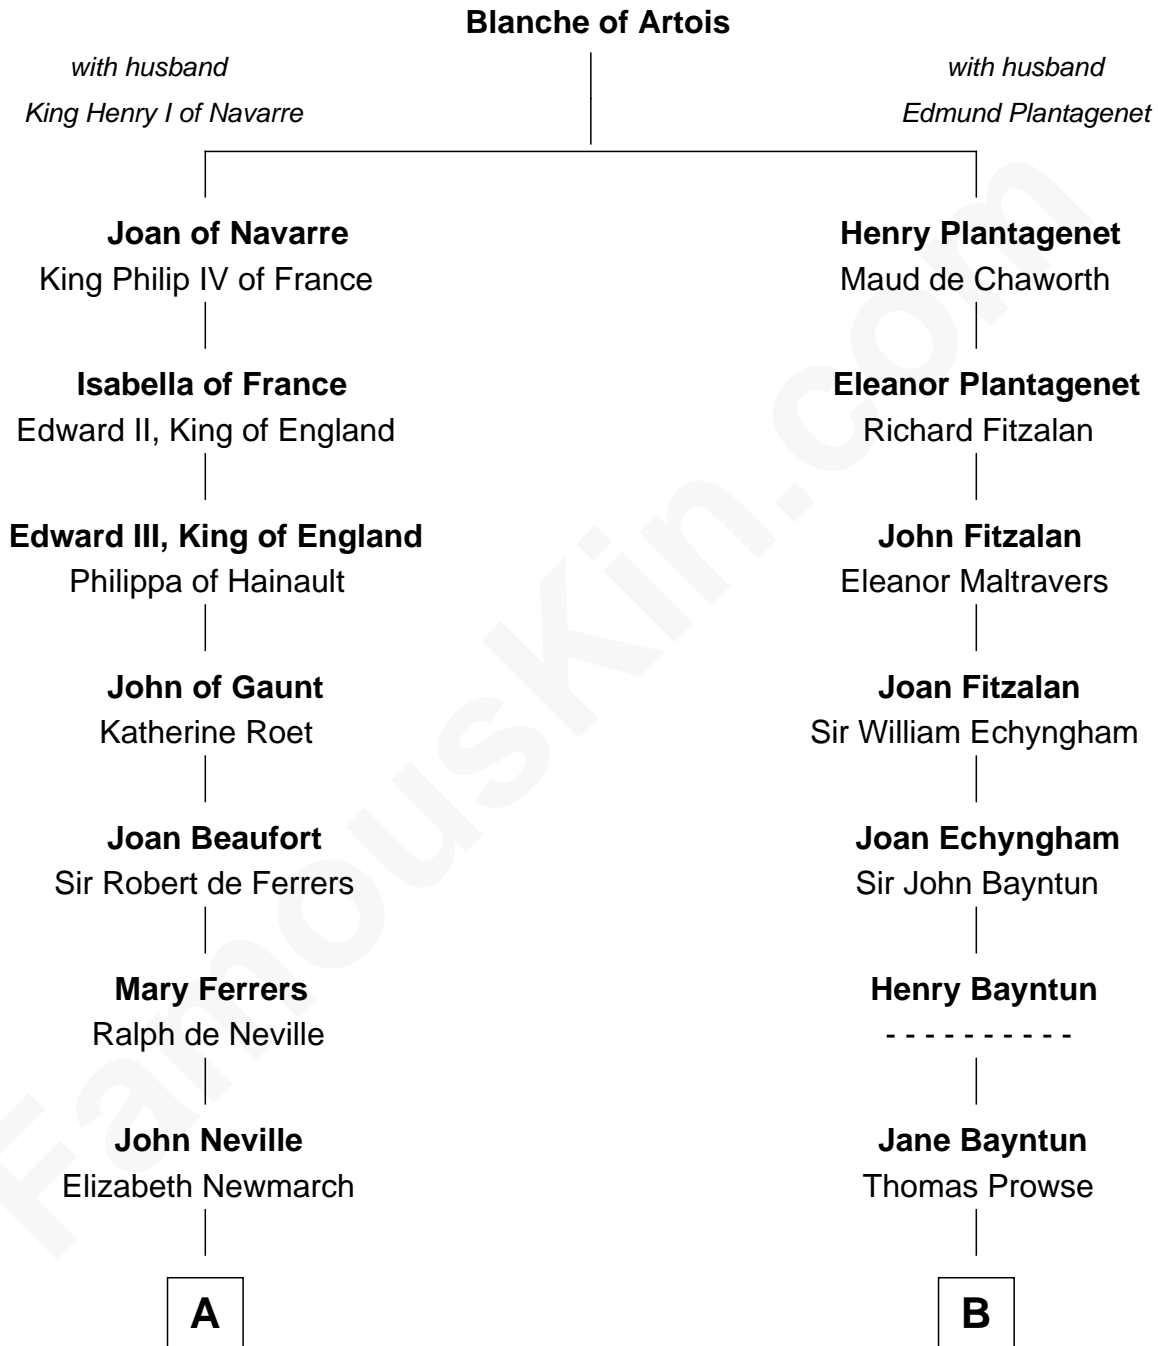 Blanche of Artois
with husband
King Henry I of Navarre
with husband
Edmund Plantagenet
Joan of Navarre
King Philip IV of France
Henry Plantagenet
Maud de Chaworth
Isabella of France
Edward II, King of England
Eleanor Plantagenet
Richard Fitzalan
Edward III, King of England
Philippa of Hainault
John Fitzalan
Eleanor Maltravers
John of Gaunt
Katherine Roet
Joan Fitzalan
Sir William Echyngham
Joan Beaufort
Sir Robert de Ferrers
Joan Echyngham
Sir John Bayntun
Mary Ferrers
Ralph de Neville
Henry Bayntun
- - - - - - - - - -
John Neville
Elizabeth Newmarch
Jane Bayntun
Thomas Prowse
A
B
FamousKin.com